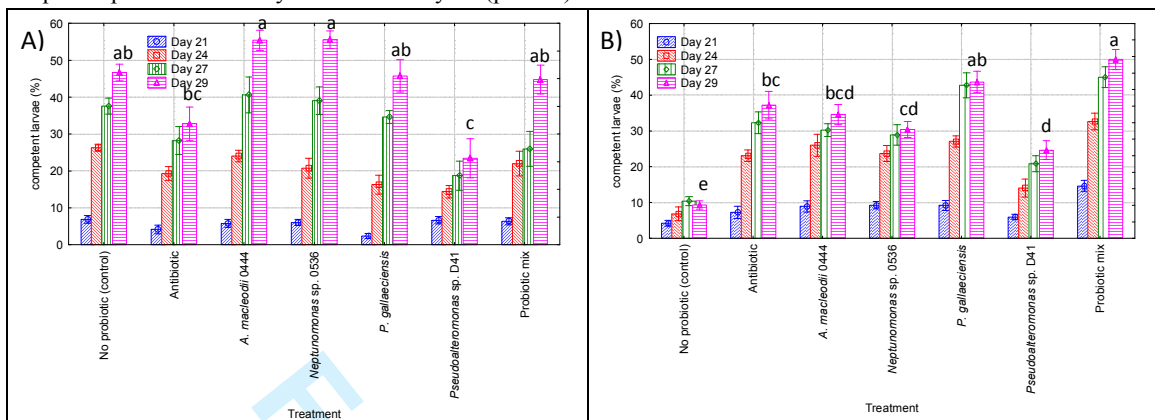 A)
60
50
40
30
20
10
0
competent larvae (%)
Day 21
Day 24
Day 27
Day 29
ab
bc
a
a
ab
c
ab
No probiotic (control)
Antibiotic
A. macleodii 0444
Neptunomonas sp. 0536
P. gallaeciensis
Pseudoalteromonas sp. D41
Probiotic mix
Treatment
B)
60
50
40
30
20
10
0
competent larvae (%)
Day 21
Day 24
Day 27
Day 29
e
bc
bcd
cd
ab
d
a
No probiotic (control)
Antibiotic
A. macleodii 0444
Neptunomonas sp. 0536
P. gallaeciensis
Pseudoalteromonas sp. D41
Probiotic mix
Treatment